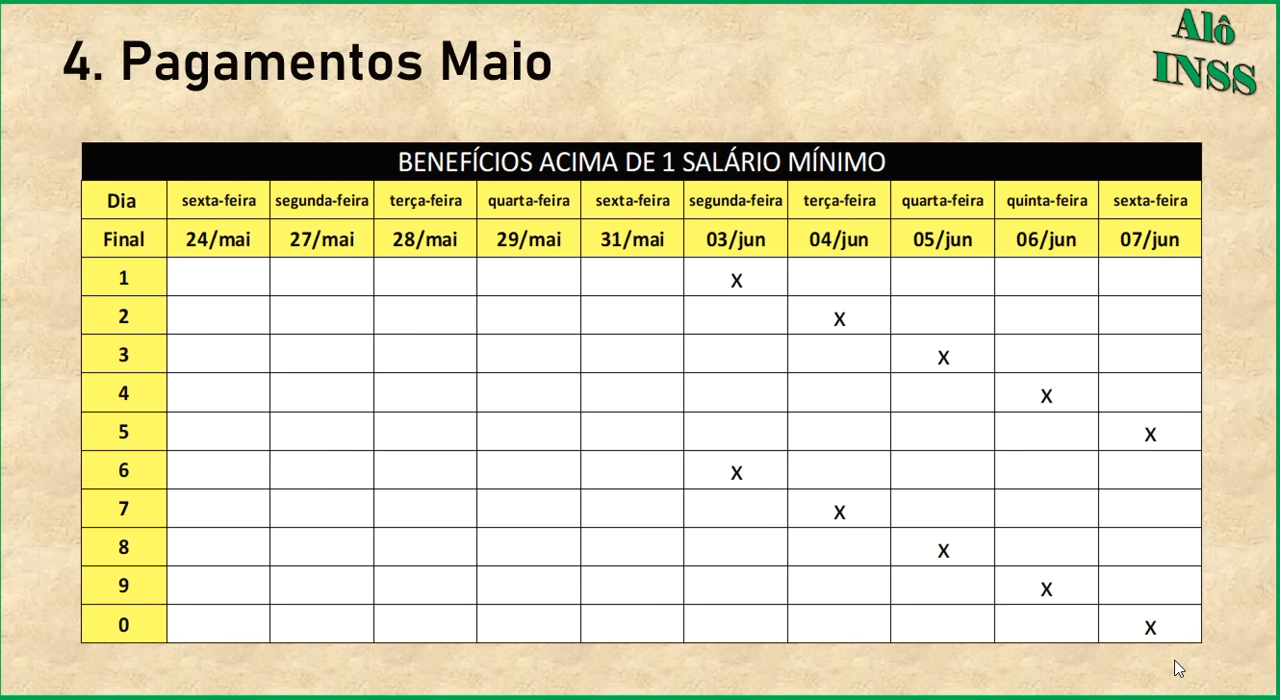 4. Pagamentos Maio
Alô
INSS
BENEFÍCIOS ACIMA DE 1 SALÁRIO MÍNIMO
Dia sexta-feira segunda-feira terça-feira quarta-feira sexta-feira segunda-feira terça-feira quarta-feira quinta-feira sexta-feira
Final 24/mai 27/mai 28/mai 29/mai 31/mai 03/jun 04/jun 05/jun 06/jun 07/jun
1 x
2 x
3 x
4 x
5 x
6 x
7 x
8 x
9 x
0 x